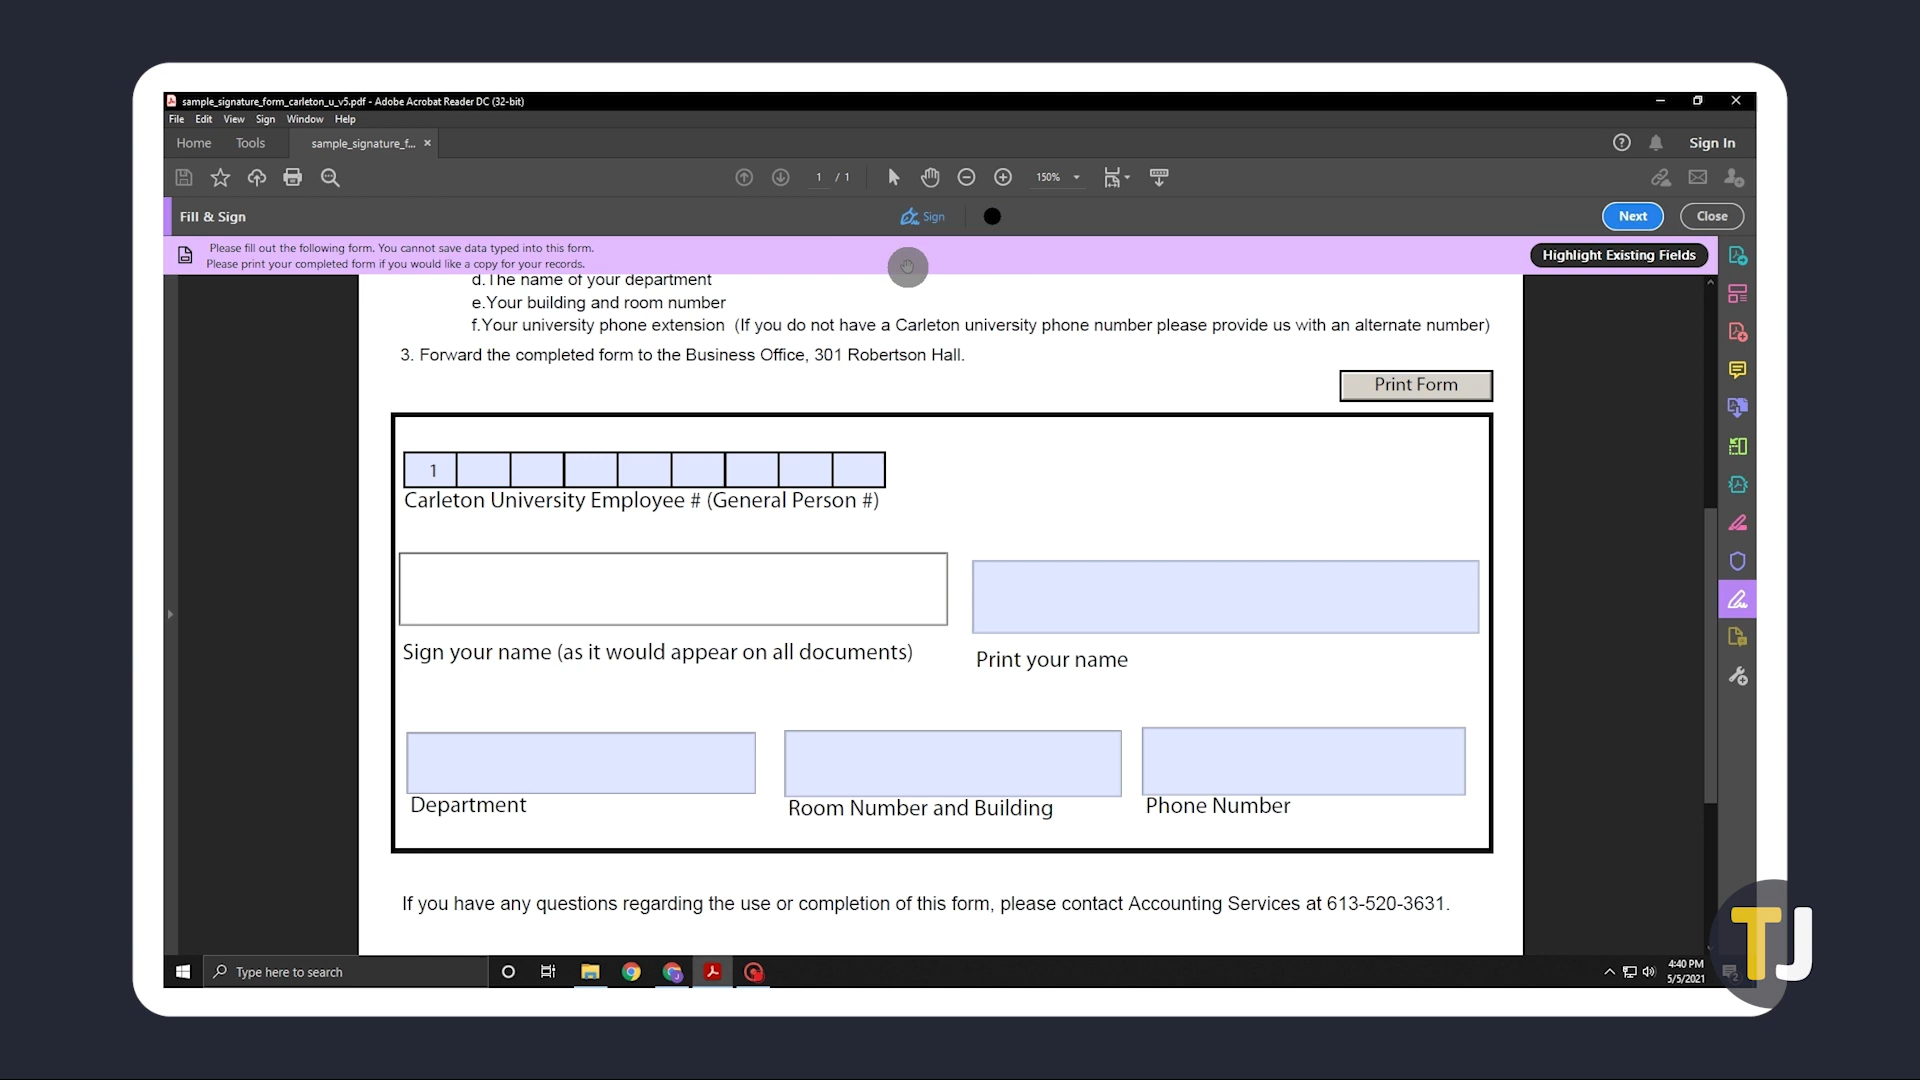 sample_signature_form_carleton_u_v5.pdf - Adobe Acrobat Reader DC (32-bit)
File Edit View Sign Window Help
Home Tools sample_signature_f... Sign In
1 / 1 150%
Fill & Sign Sign Next Close
Please fill out the following form. You cannot save data typed into this form.
Please print your completed form if you would like a copy for your records.
Highlight Existing Fields
d.The name of your department
e.Your building and room number
f.Your university phone extension (If you do not have a Carleton university phone number please provide us with an alternate number)
3. Forward the completed form to the Business Office, 301 Robertson Hall.
Print Form
1
Carleton University Employee # (General Person #)
Sign your name (as it would appear on all documents)
Print your name
Department
Room Number and Building
Phone Number
If you have any questions regarding the use or completion of this form, please contact Accounting Services at 613-520-3631.
Type here to search
4:40 PM
5/5/2021
2
TJ